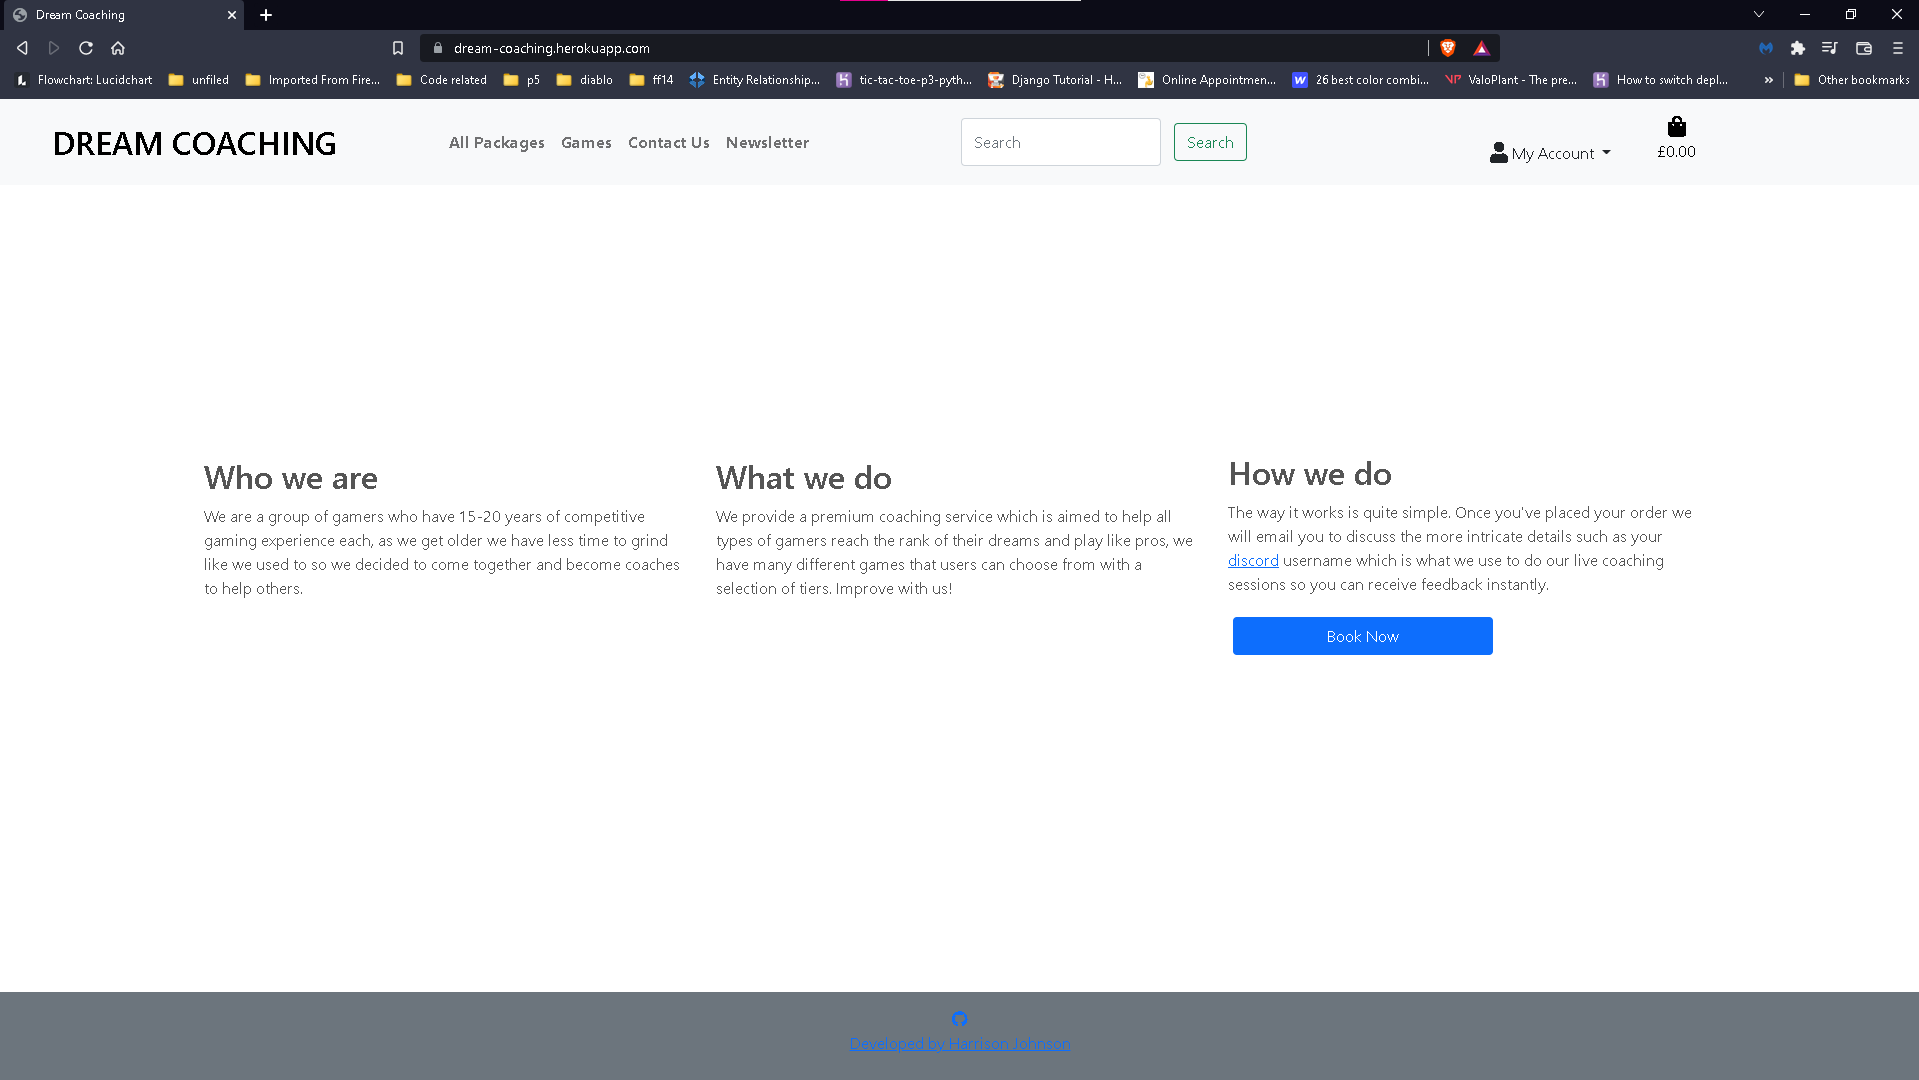 Dream Coaching
dream-coaching.herokuapp.com
Flowchart: Lucidchart unfiled Imported From Fire... Code related p5 diablo ff14 Entity Relationship... tic-tac-toe-p3-pyth... Django Tutorial - H... Online Appointmen... 26 best color combi... ValoPlant - The pre... How to switch depl... » Other bookmarks
DREAM COACHING
All Packages Games Contact Us Newsletter
Search
Search
My Account
£0.00
Who we are
We are a group of gamers who have 15-20 years of competitive
gaming experience each, as we get older we have less time to grind
like we used to so we decided to come together and become coaches
to help others.
What we do
We provide a premium coaching service which is aimed to help all
types of gamers reach the rank of their dreams and play like pros, we
have many different games that users can choose from with a
selection of tiers. Improve with us!
How we do
The way it works is quite simple. Once you've placed your order we
will email you to discuss the more intricate details such as your
discord username which is what we use to do our live coaching
sessions so you can receive feedback instantly.
Book Now
Developed by Harrison Johnson